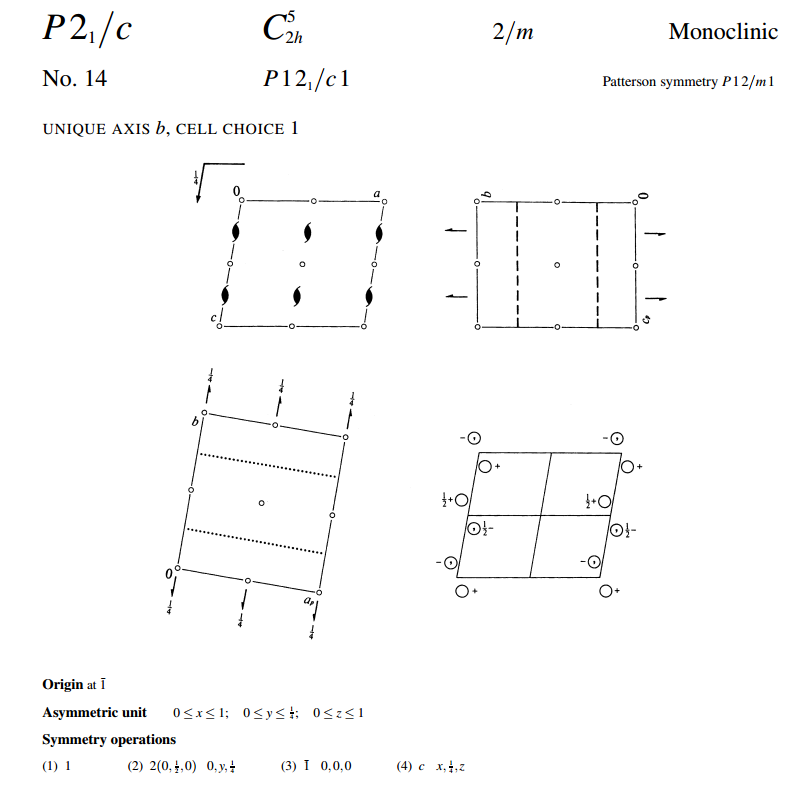 P2₁/c C⁵₂ₕ 2/m Monoclinic
No. 14 P12₁/c1 Patterson symmetry P12/m1
UNIQUE AXIS b, CELL CHOICE 1
¼
0 a
c
b 0
c
¼ ¼ ¼
b
0
aₚ
¼ ¼ ¼
- -
+ +
½+ ½+
½- ½-
- -
+ +
Origin at 1̄
Asymmetric unit 0≤x≤1; 0≤y≤¼; 0≤z≤1
Symmetry operations
(1) 1 (2) 2(0,½,0) 0,y,¼ (3) 1̄ 0,0,0 (4) c x,¼,z